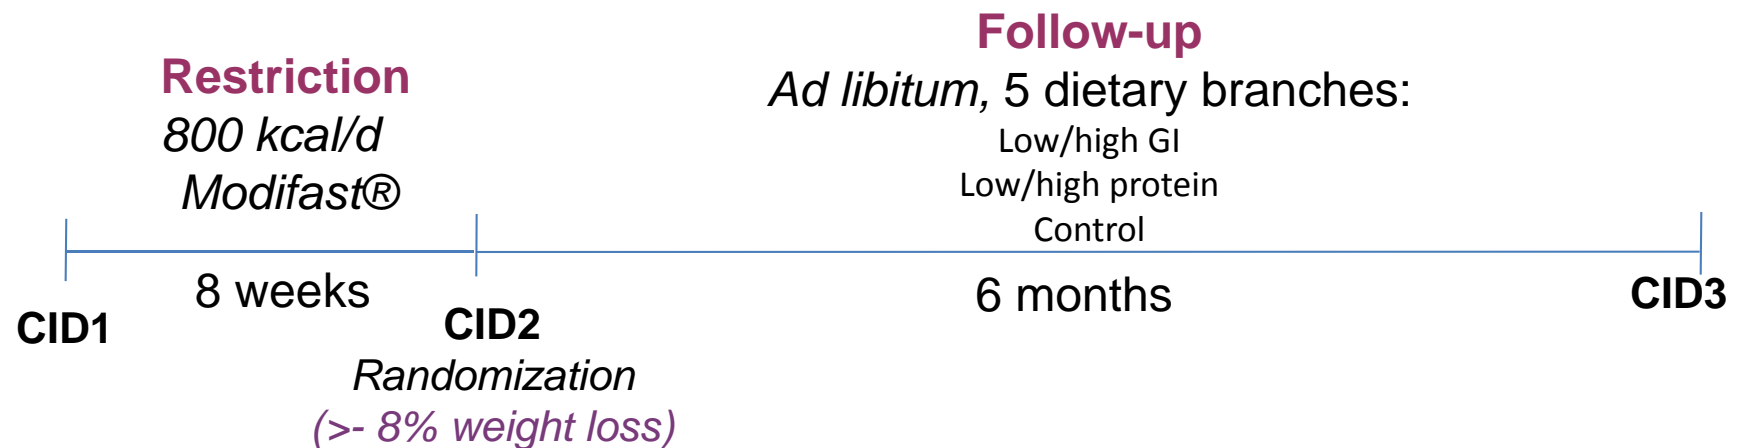 Restriction
800 kcal/d
Modifast®
Follow-up
Ad libitum, 5 dietary branches:
Low/high GI
Low/high protein
Control
8 weeks
6 months
CID1
CID2
CID3
Randomization
(>- 8% weight loss)